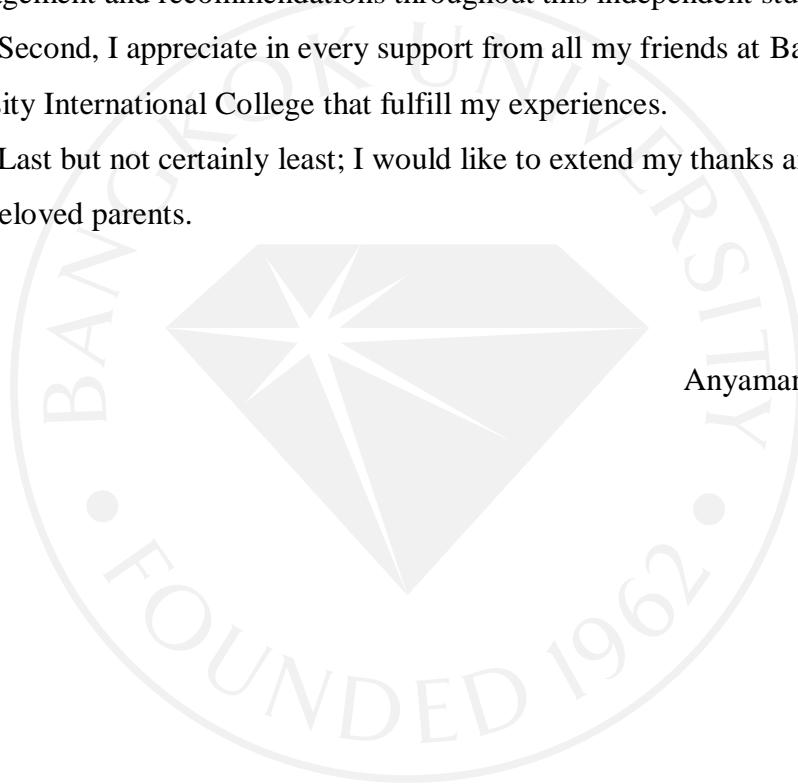 gement and recommendations throughout this independent stu
Second, I appreciate in every support from all my friends at Ba
ity International College that fulfill my experiences.
Last but not certainly least; I would like to extend my thanks a
eloved parents.
Anyama
BANGKOK UNIVERSITY
FOUNDED 1962